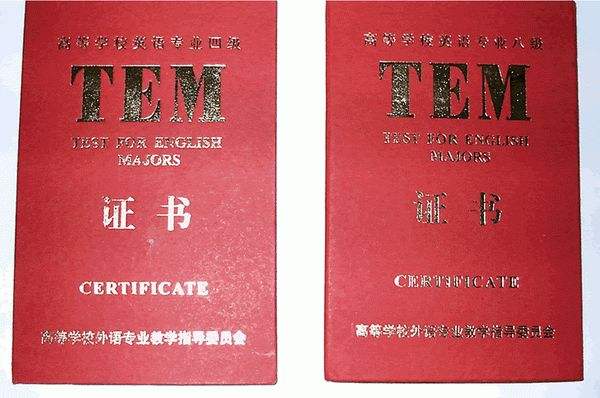 高等学校英语专业四级
TEM
TEST FOR ENGLISH
MAJORS
证书
CERTIFICATE
高等学校外语专业教学指导委员会
高等学校英语专业八级
TEM
TEST FOR ENGLISH
MAJORS
证书
CERTIFICATE
高等学校外语专业教学指导委员会